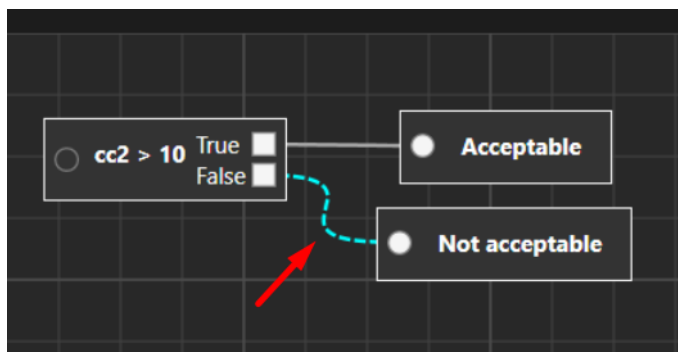 cc2 > 10
True
False
Acceptable
Not acceptable